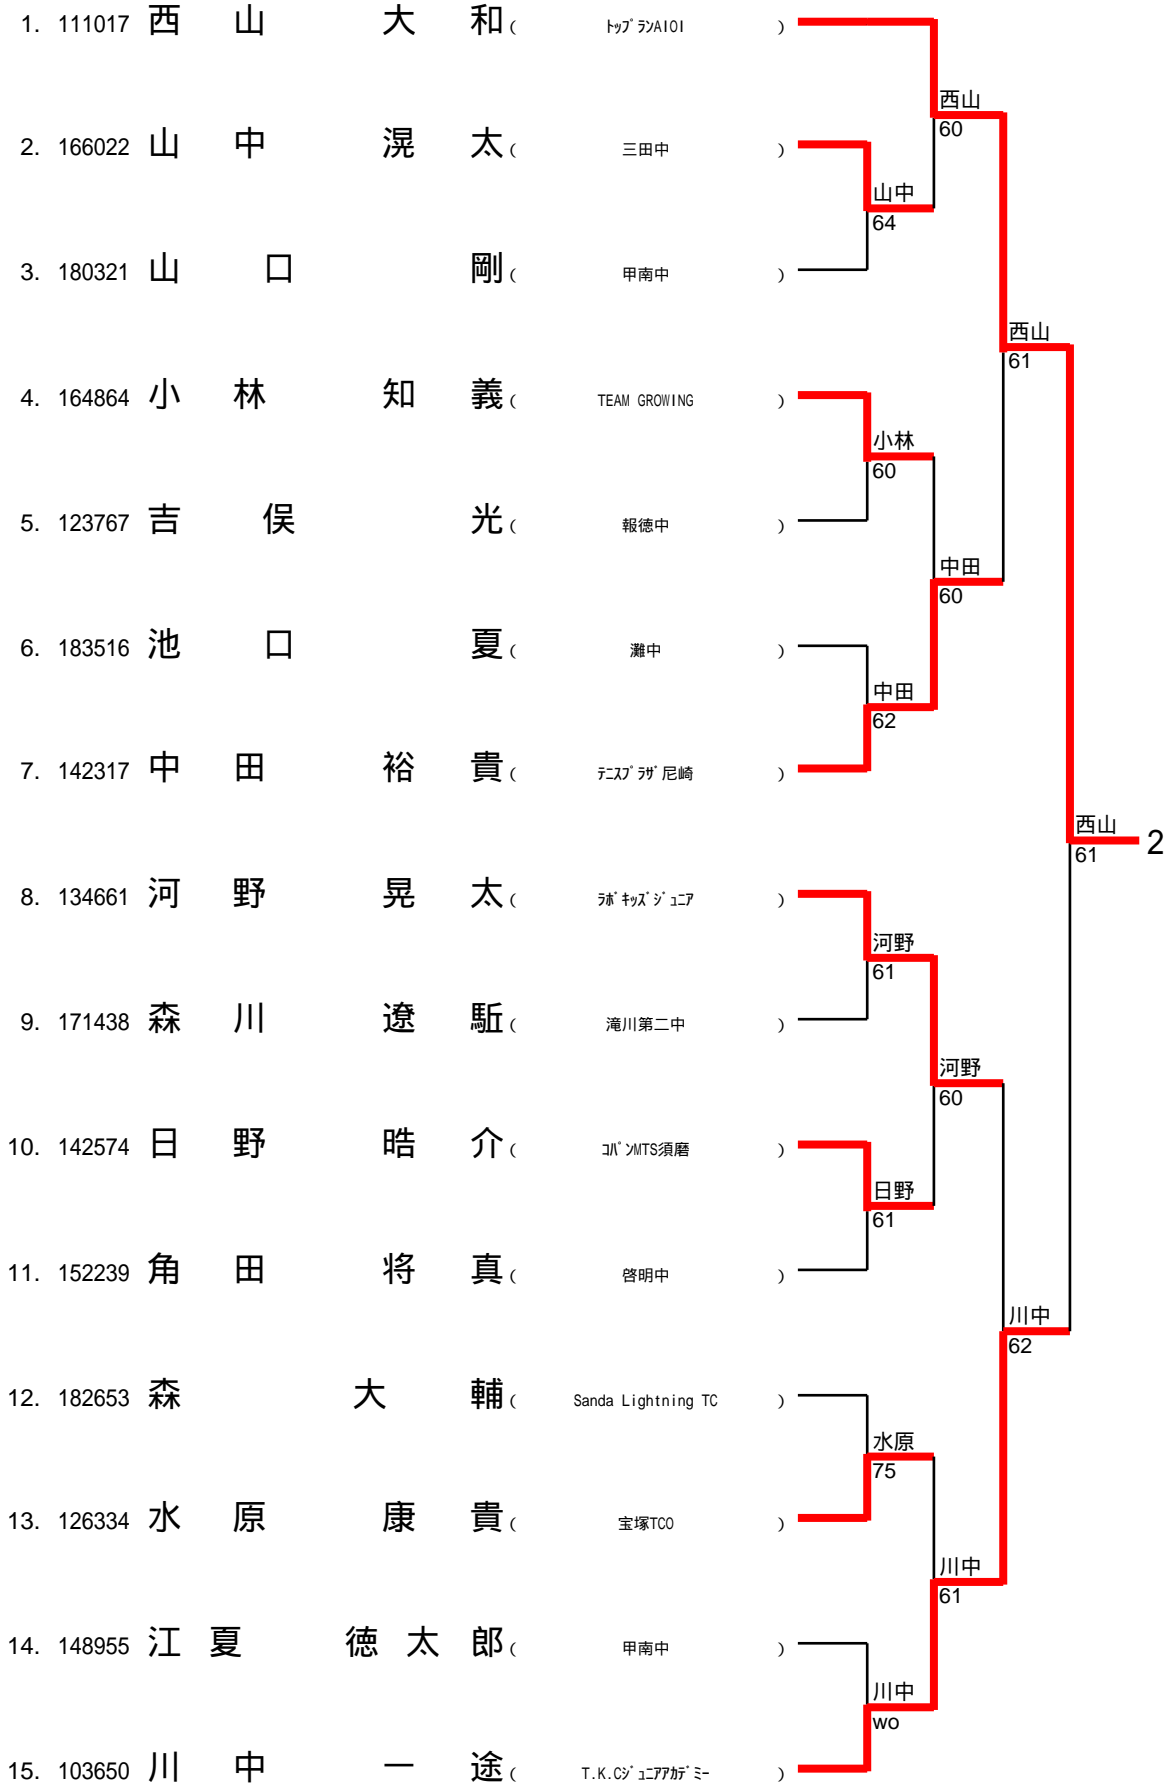 1. 111017 西山 大和 ( トップランAIOI )
西山
60
2. 166022 山中 滉太 ( 三田中 )
山中
64
3. 180321 山口 剛 ( 甲南中 )
西山
61
4. 164864 小林 知義 ( TEAM GROWING )
小林
60
5. 123767 吉俣 光 ( 報徳中 )
中田
60
6. 183516 池口 夏 ( 灘中 )
中田
62
7. 142317 中田 裕貴 ( テニスプラザ尼崎 )
西山 2
61
8. 134661 河野 晃太 ( ラボキッズジュニア )
河野
61
9. 171438 森川 遼駈 ( 滝川第二中 )
河野
60
10. 142574 日野 晧介 ( コパンMTS須磨 )
日野
61
11. 152239 角田 将真 ( 啓明中 )
川中
62
12. 182653 森 大輔 ( Sanda Lightning TC )
水原
75
13. 126334 水原 康貴 ( 宝塚TCO )
川中
61
14. 148955 江夏 徳太郎 ( 甲南中 )
川中
wo
15. 103650 川中 一途 ( T.K.Cジュニアアカデミー )